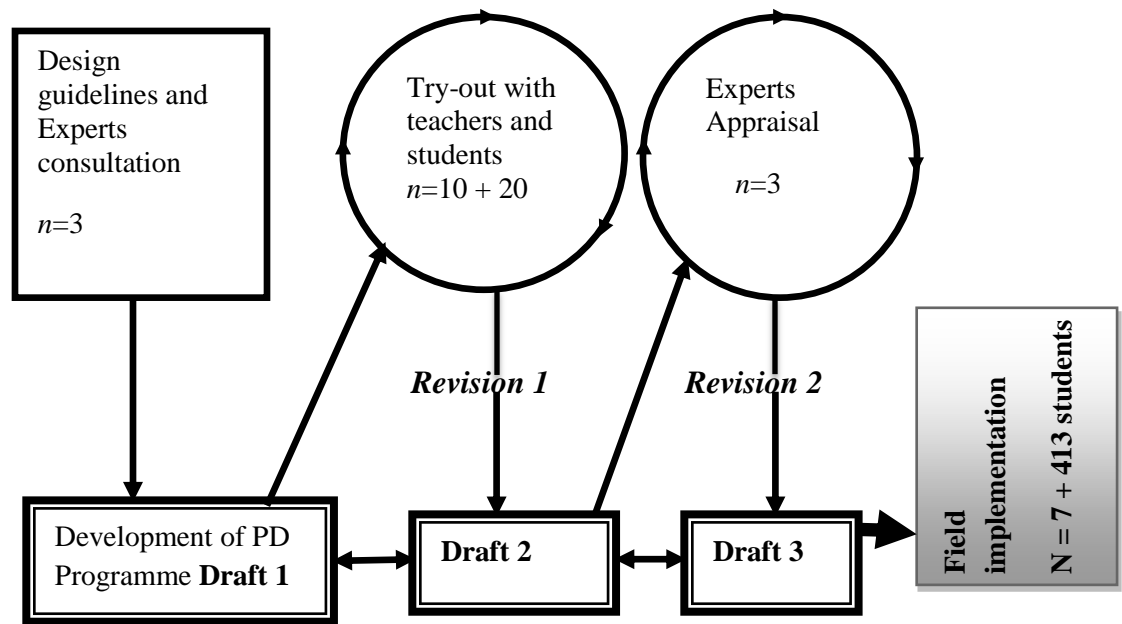 Design
guidelines and
Experts
consultation
n=3
Try-out with
teachers and
students
n=10 + 20
Experts
Appraisal
n=3
Revision 1
Revision 2
Development of PD
Programme Draft 1
Draft 2
Draft 3
Field
implementation
N = 7 + 413 students